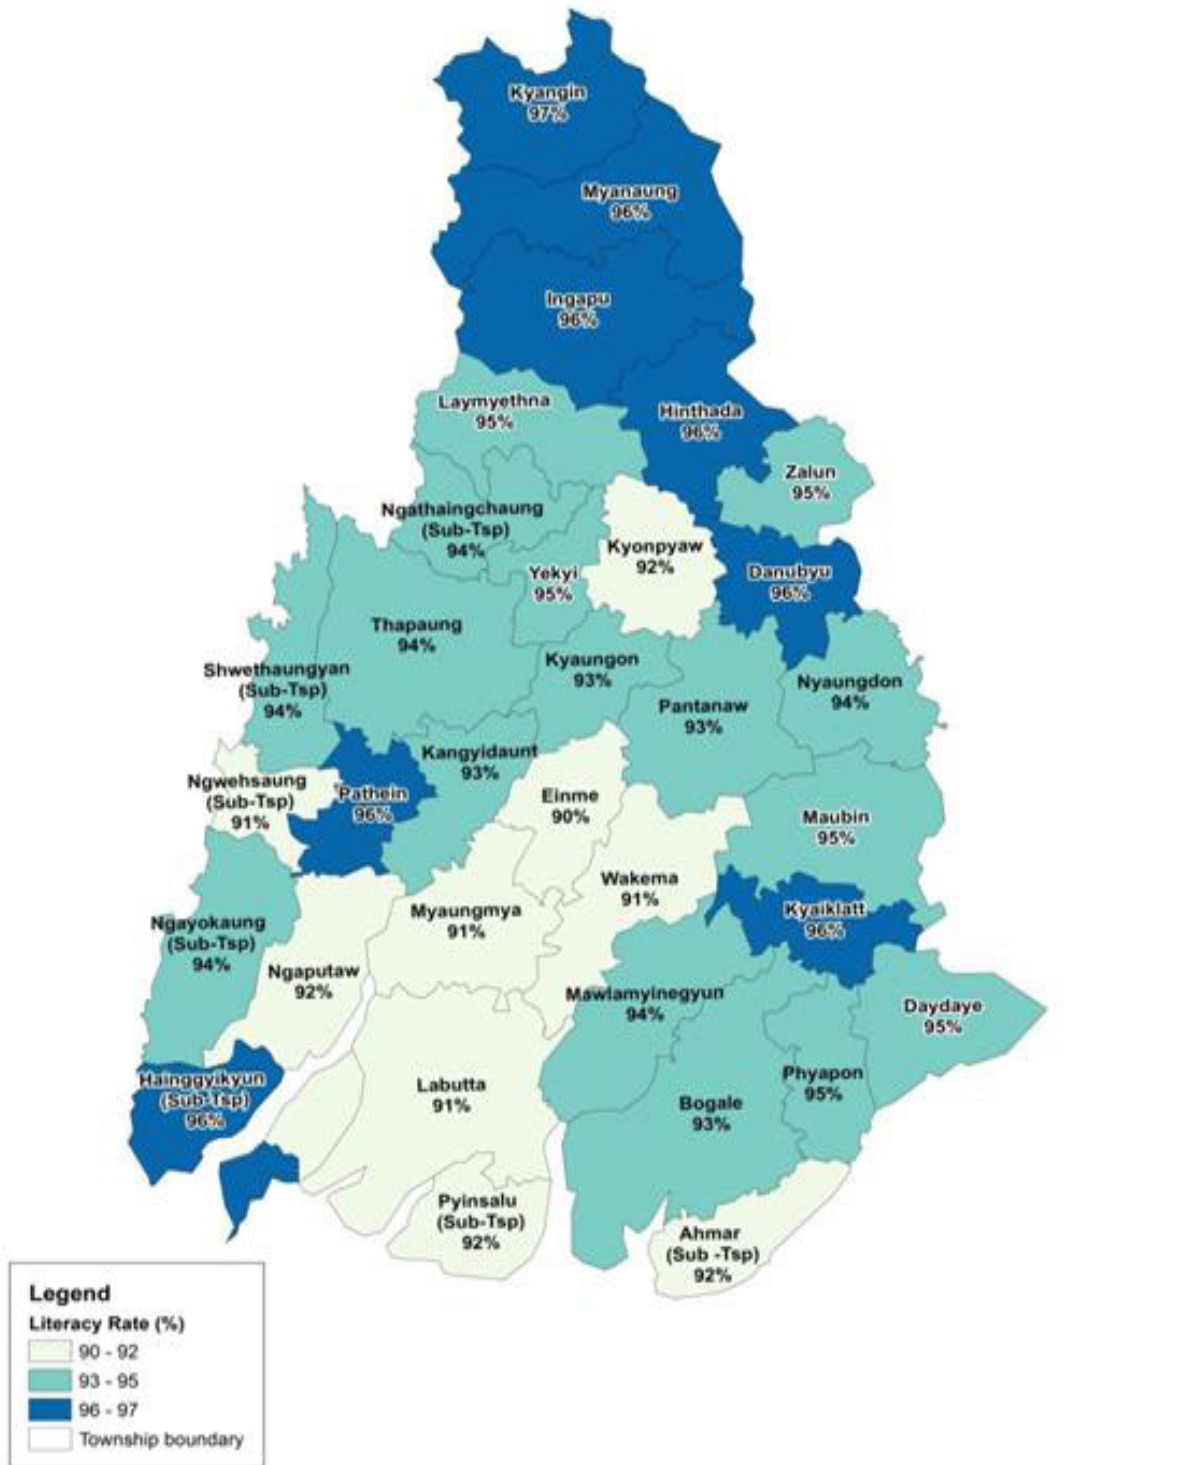 Kyangin
97%
Myanaung
96%
Ingapu
96%
Laymyethna
95%
Hinthada
96%
Zalun
95%
Ngathaingchaung
(Sub-Tsp)
94%
Kyonpyaw
92%
Yekyi
95%
Danubyu
96%
Thapaung
94%
Shwethaungyan
(Sub-Tsp)
94%
Kyaungon
93%
Pantanaw
93%
Nyaungdon
94%
Kangyidaunt
93%
Ngwehsaung
(Sub-Tsp)
91%
Pathein
96%
Einme
90%
Maubin
95%
Wakema
91%
Myaungmya
91%
Kyaiklatt
96%
Ngayokaung
(Sub-Tsp)
94%
Ngaputaw
92%
Mawlamyinegyun
94%
Daydaye
95%
Hainggyikyun
(Sub-Tsp)
96%
Labutta
91%
Bogale
93%
Phyapon
95%
Pyinsalu
(Sub-Tsp)
92%
Ahmar
(Sub -Tsp)
92%
Legend
Literacy Rate (%)
90 - 92
93 - 95
96 - 97
Township boundary